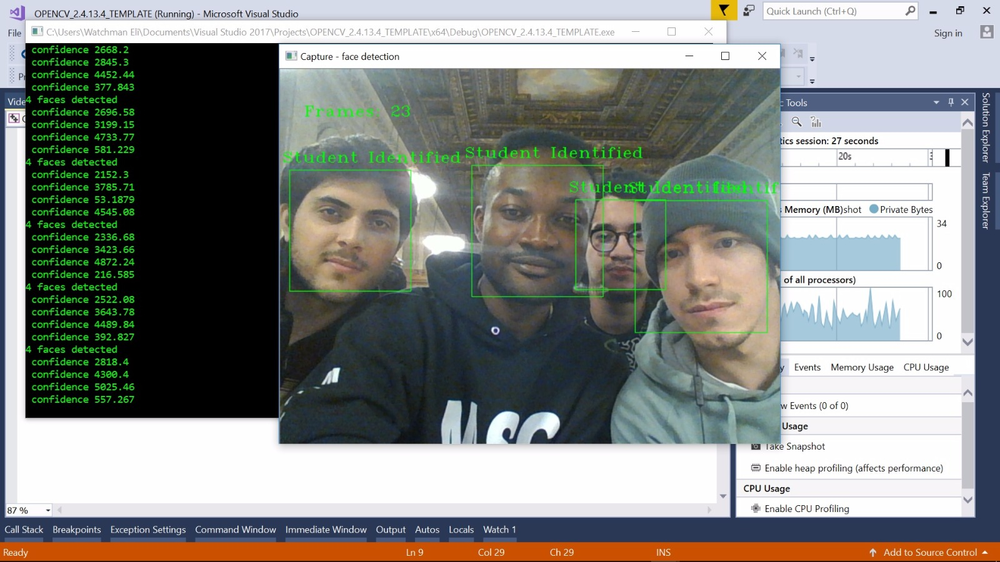 OPENCV_2.4.13.4_TEMPLATE (Running) - Microsoft Visual Studio
Quick Launch (Ctrl+Q)
File
Sign in
C:\Users\Watchman Eli\Documents\Visual Studio 2017\Projects\OPENCV_2.4.13.4_TEMPLATE\x64\Debug\OPENCV_2.4.13.4_TEMPLATE.exe
confidence 2668.2
confidence 2845.3
confidence 4452.44
confidence 377.843
4 faces detected
confidence 2696.58
confidence 3199.15
confidence 4733.77
confidence 581.229
4 faces detected
confidence 2152.3
confidence 3785.71
confidence 53.1879
confidence 4545.08
4 faces detected
confidence 2336.68
confidence 3423.66
confidence 4872.24
confidence 216.585
4 faces detected
confidence 2522.08
confidence 3643.78
confidence 4489.84
confidence 392.827
4 faces detected
confidence 2818.4
confidence 4300.4
confidence 5025.46
confidence 557.267
Capture - face detection
Frames: 23
Student Identified
Student Identified
Student Identified
Student Identif
MSC
Pr
Vide
c Tools
tics session: 27 seconds
20s
3
s Memory (MB)
shot
Private Bytes
34
0
of all processors)
100
0
y
Events
Memory Usage
CPU Usage
w Events (0 of 0)
Usage
Take Snapshot
Enable heap profiling (affects performance)
CPU Usage
Enable CPU Profiling
Solution Explorer
Team Explorer
87 %
Call Stack
Breakpoints
Exception Settings
Command Window
Immediate Window
Output
Autos
Locals
Watch 1
Ready
Ln 9
Col 29
Ch 29
INS
Add to Source Control